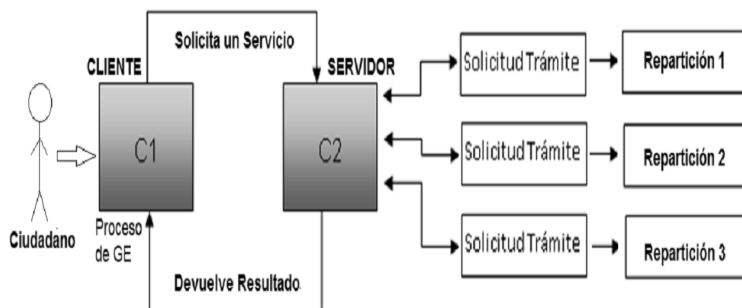 Solicita un Servicio
CLIENTE
SERVIDOR
C1
C2
Ciudadano
Proceso
de GE
Devuelve Resultado
Solicitud Trámite
Repartición 1
Solicitud Trámite
Repartición 2
Solicitud Trámite
Repartición 3